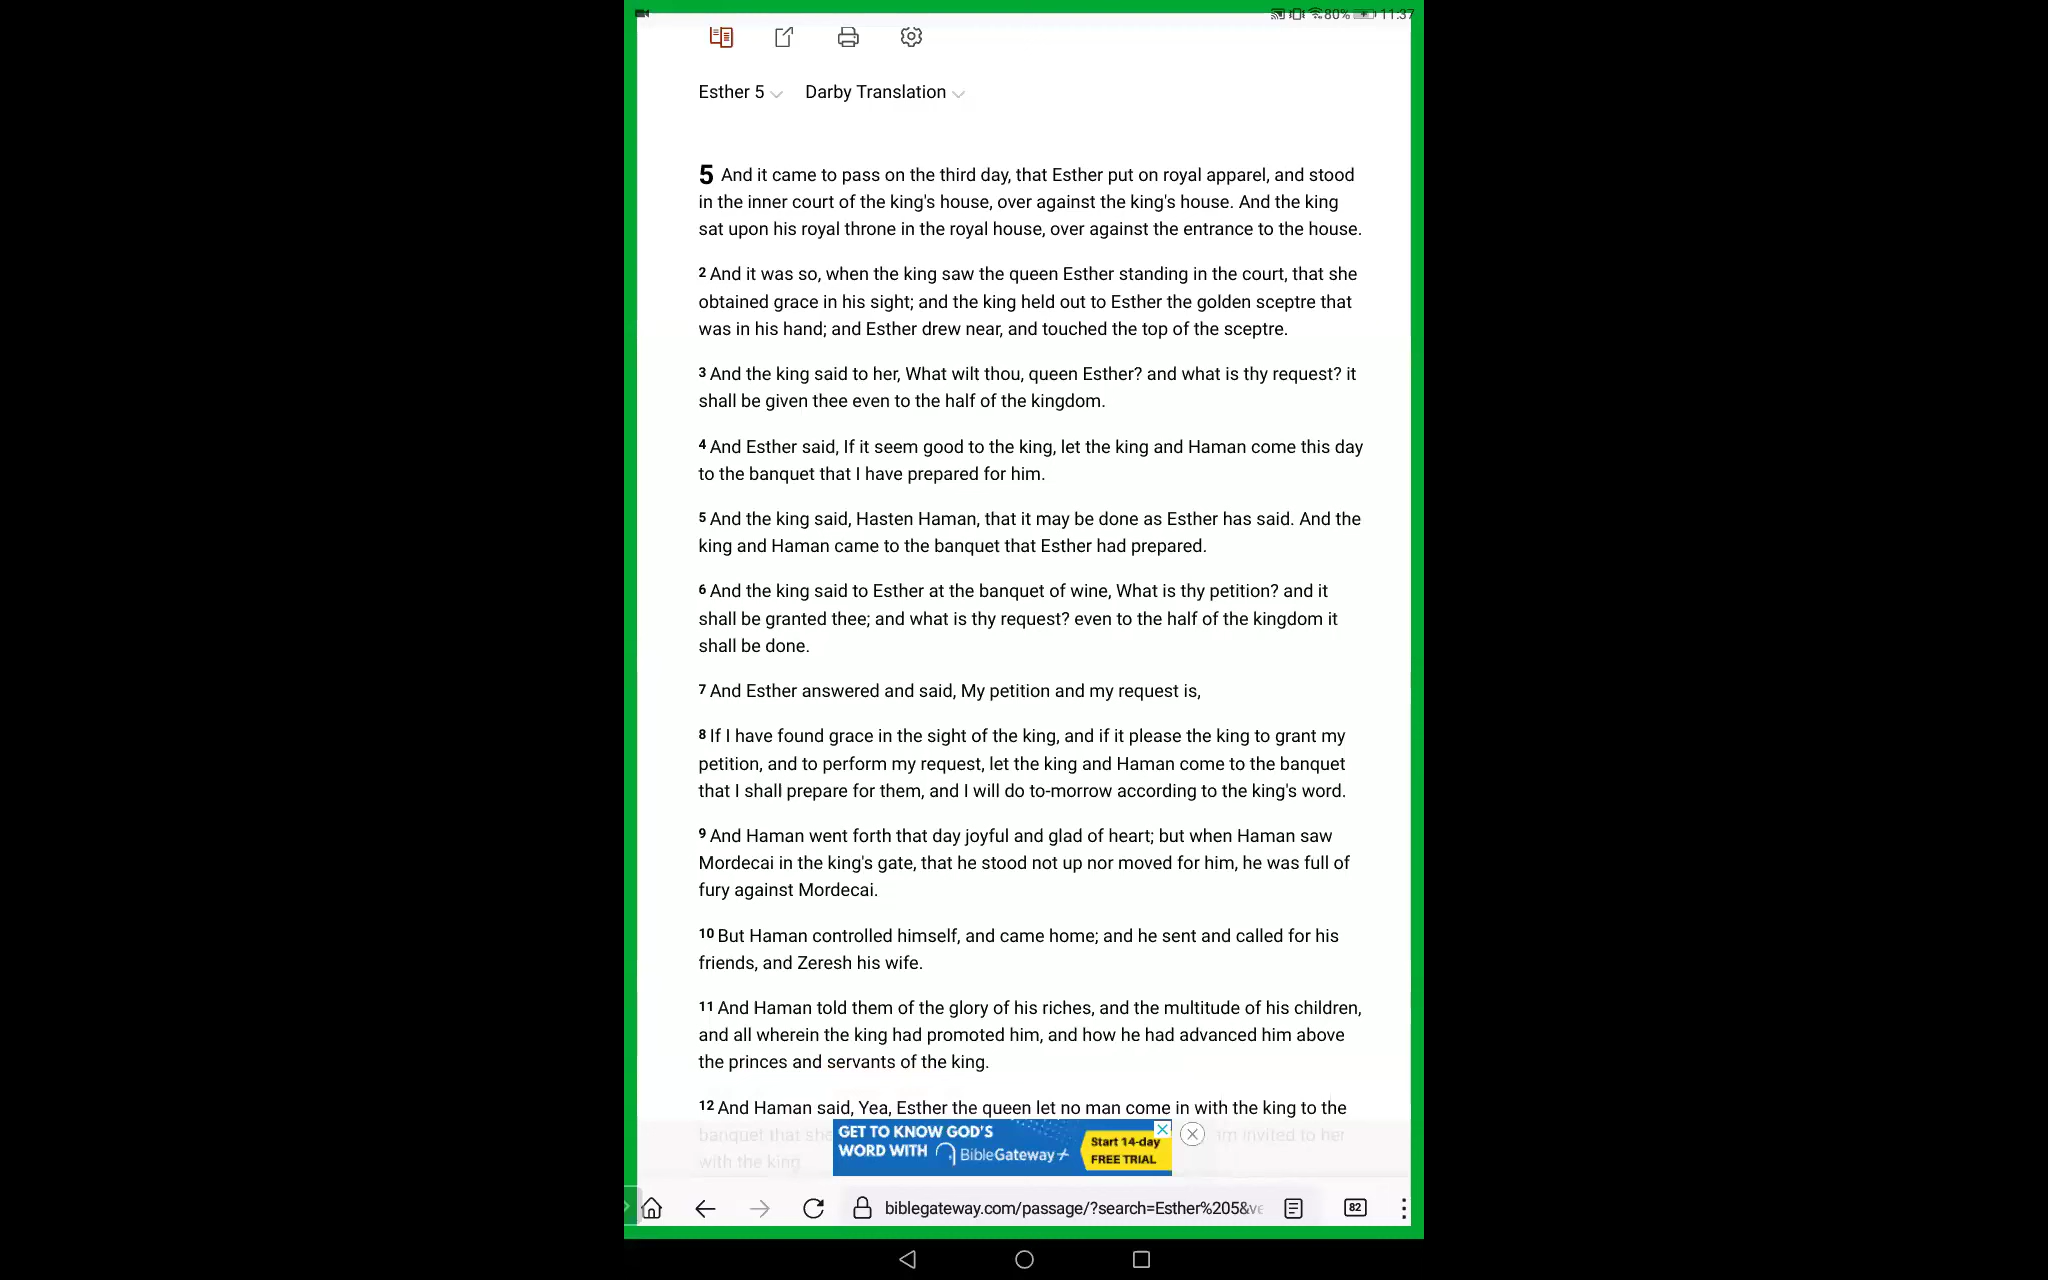 80% 11:37
Esther 5 Darby Translation
5 And it came to pass on the third day, that Esther put on royal apparel, and stood
in the inner court of the king's house, over against the king's house. And the king
sat upon his royal throne in the royal house, over against the entrance to the house.
2 And it was so, when the king saw the queen Esther standing in the court, that she
obtained grace in his sight; and the king held out to Esther the golden sceptre that
was in his hand; and Esther drew near, and touched the top of the sceptre.
3 And the king said to her, What wilt thou, queen Esther? and what is thy request? it
shall be given thee even to the half of the kingdom.
4 And Esther said, If it seem good to the king, let the king and Haman come this day
to the banquet that I have prepared for him.
5 And the king said, Hasten Haman, that it may be done as Esther has said. And the
king and Haman came to the banquet that Esther had prepared.
6 And the king said to Esther at the banquet of wine, What is thy petition? and it
shall be granted thee; and what is thy request? even to the half of the kingdom it
shall be done.
7 And Esther answered and said, My petition and my request is,
8 If I have found grace in the sight of the king, and if it please the king to grant my
petition, and to perform my request, let the king and Haman come to the banquet
that I shall prepare for them, and I will do to-morrow according to the king's word.
9 And Haman went forth that day joyful and glad of heart; but when Haman saw
Mordecai in the king's gate, that he stood not up nor moved for him, he was full of
fury against Mordecai.
10 But Haman controlled himself, and came home; and he sent and called for his
friends, and Zeresh his wife.
11 And Haman told them of the glory of his riches, and the multitude of his children,
and all wherein the king had promoted him, and how he had advanced him above
the princes and servants of the king.
12 And Haman said, Yea, Esther the queen let no man come in with the king to the
banquet that she invited to her
with the king
GET TO KNOW GOD'S
WORD WITH BibleGateway+
Start 14-day
FREE TRIAL
biblegateway.com/passage/?search=Esther%205&ve
82